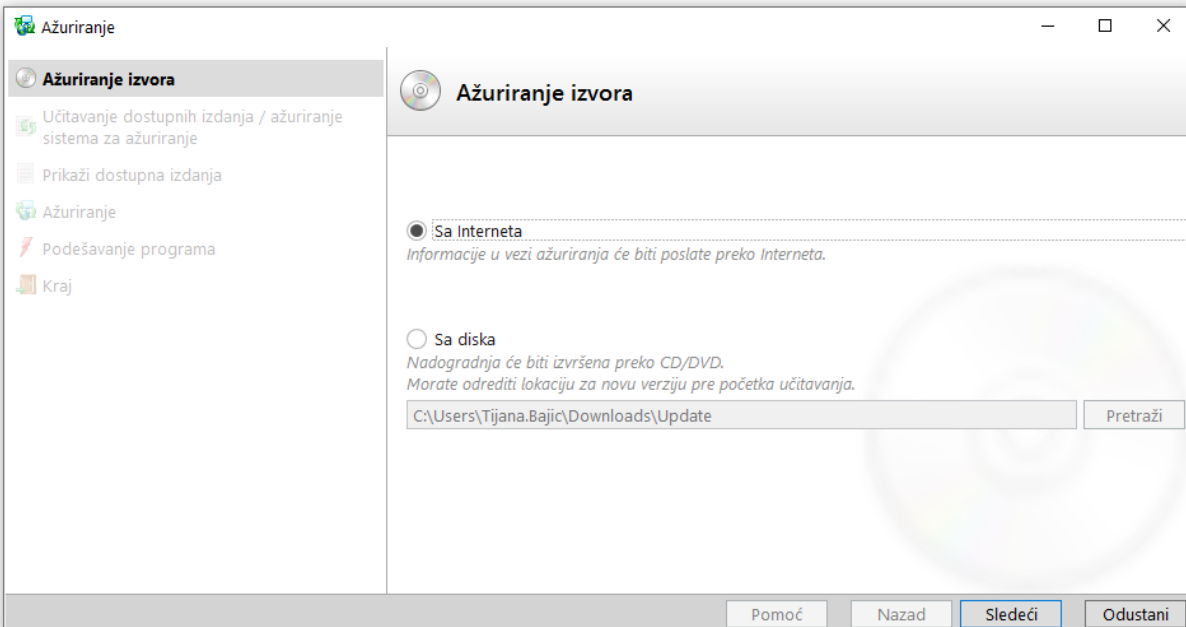 Ažuriranje
Ažuriranje izvora
Učitavanje dostupnih izdanja / ažuriranje
sistema za ažuriranje
Prikaži dostupna izdanja
Ažuriranje
Podešavanje programa
Kraj
Ažuriranje izvora
Sa Interneta
Informacije u vezi ažuriranja će biti poslate preko Interneta.
Sa diska
Nadogradnja će biti izvršena preko CD/DVD.
Morate odrediti lokaciju za novu verziju pre početka učitavanja.
C:\Users\Tijana.Bajic\Downloads\Update
Pretraži
Pomoć
Nazad
Sledeći
Odustani